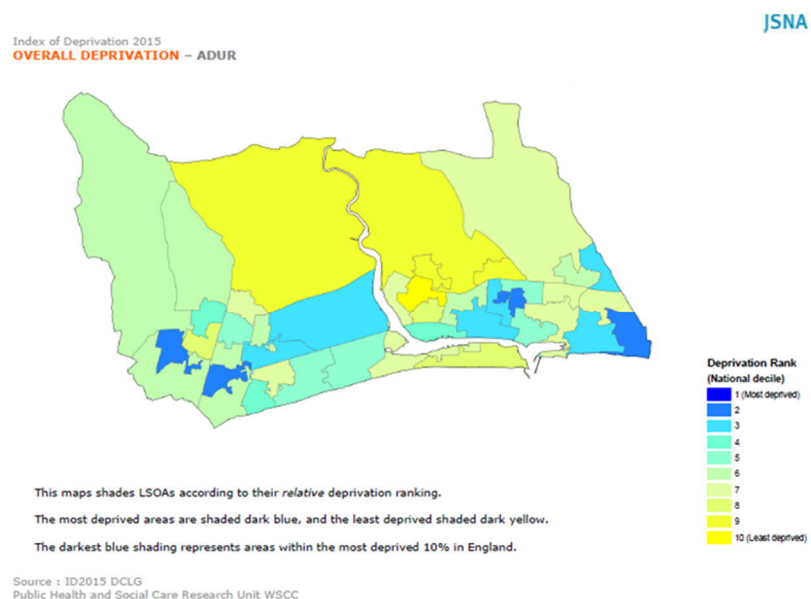 JSNA
Index of Deprivation 2015
OVERALL DEPRIVATION – ADUR
Deprivation Rank
(National decile)
1 (Most deprived)
2
3
4
5
6
7
8
9
10 (Least deprived)
This maps shades LSOAs according to their relative deprivation ranking.
The most deprived areas are shaded dark blue, and the least deprived shaded dark yellow.
The darkest blue shading represents areas within the most deprived 10% in England.
Source : ID2015 DCLG
Public Health and Social Care Research Unit WSCC